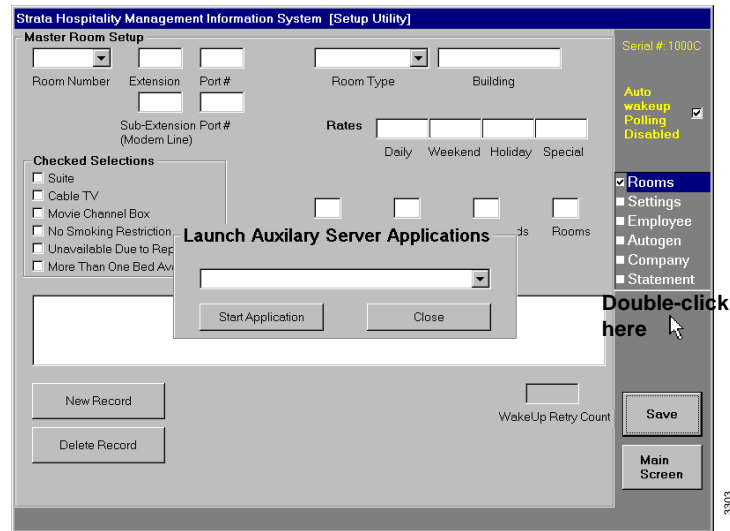 Strata Hospitality Management Information System [Setup Utility]
Master Room Setup
Serial #: 1000C
Room Number Extension Port # Room Type Building
Auto
wakeup
Polling
Disabled
Sub-Extension Port #
(Modem Line)
Rates
Daily Weekend Holiday Special
Checked Selections
Suite
Cable TV
Movie Channel Box
No Smoking Restriction
Unavailable Due to Rep
More Than One Bed Av
ds Rooms
Rooms
Settings
Employee
Autogen
Company
Statement
Launch Auxilary Server Applications
Start Application Close
Double-click
here
New Record
Delete Record
WakeUp Retry Count
Save
Main
Screen
3303